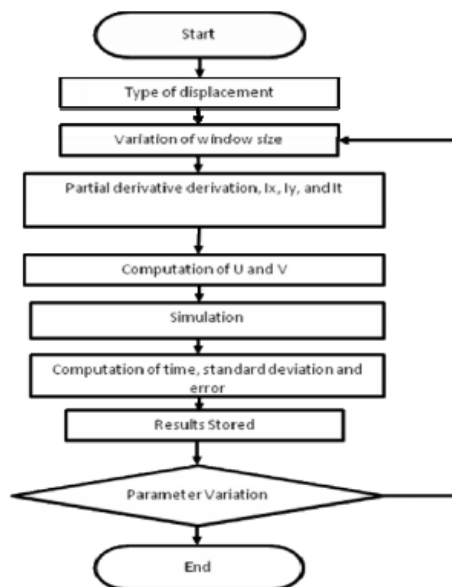 Start
Type of displacement
Variation of window size
Partial derivative derivation, Ix, Iy, and It
Computation of U and V
Simulation
Computation of time, standard deviation and
error
Results Stored
Parameter Variation
End